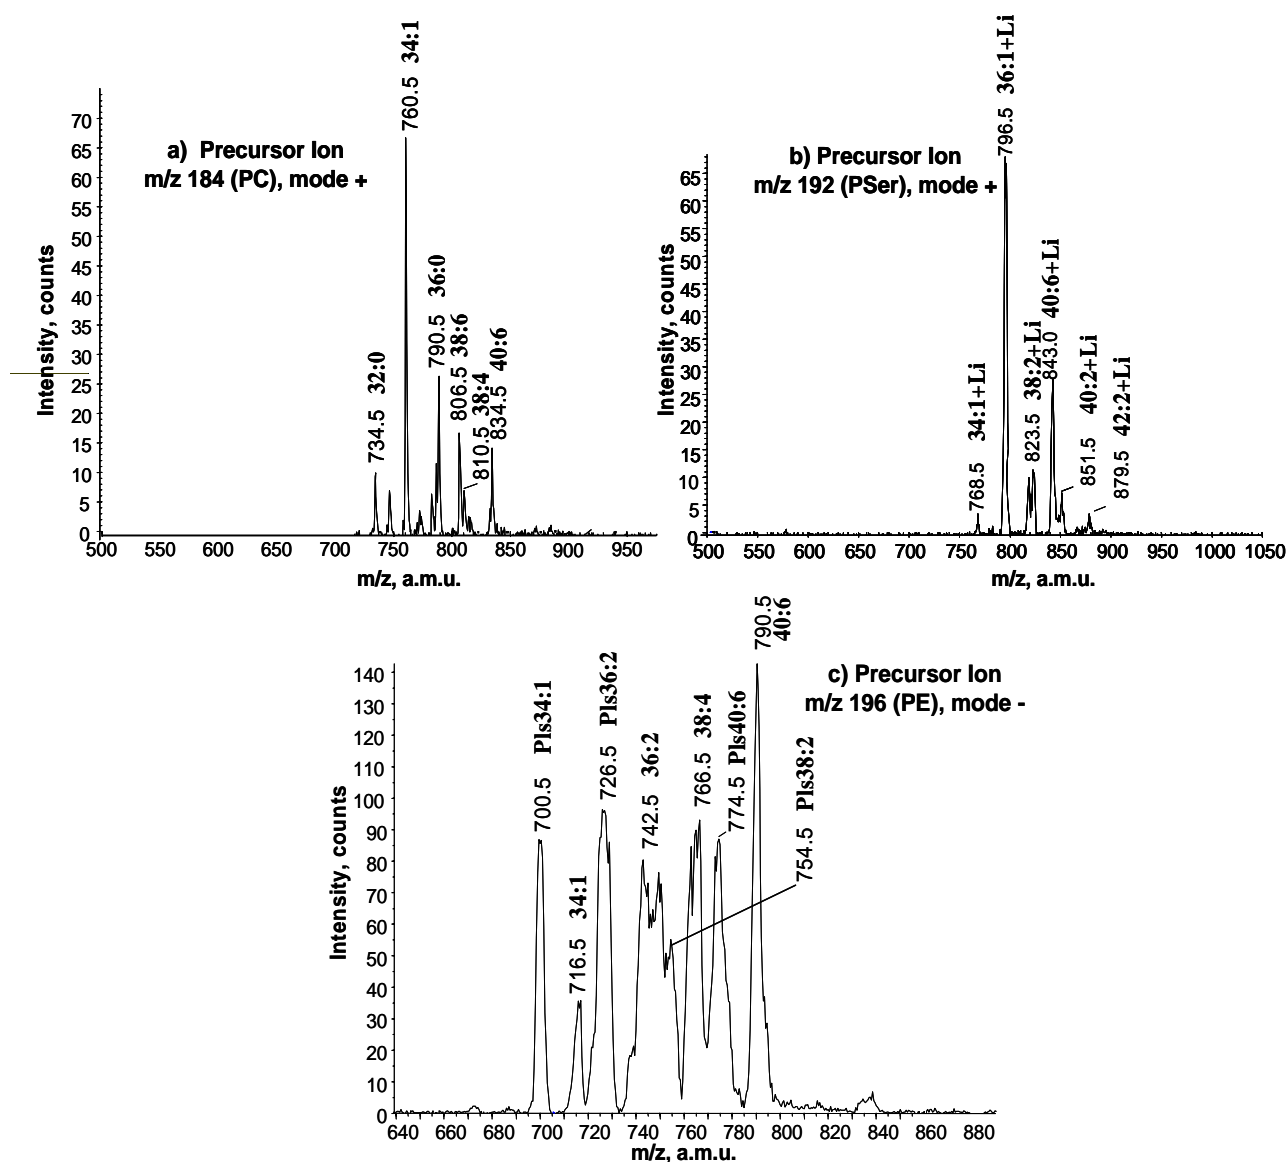 a) Precursor Ion
m/z 184 (PC), mode +
Intensity, counts
70
65
60
55
50
45
40
35
30
25
20
15
10
5
0
734.5 32:0
760.5 34:1
790.5 36:0
806.5 38:6
810.5 38:4
834.5 40:6
500 550 600 650 700 750 800 850 900 950
m/z, a.m.u.
b) Precursor Ion
m/z 192 (PSer), mode +
Intensity, counts
65
60
55
50
45
40
35
30
25
20
15
10
5
0
768.5 34:1+Li
796.5 36:1+Li
823.5 38:2+Li
843.0 40:6+Li
851.5 40:2+Li
879.5 42:2+Li
500 550 600 650 700 750 800 850 900 950 1000 1050
m/z, a.m.u.
c) Precursor Ion
m/z 196 (PE), mode -
Intensity, counts
140
130
120
110
100
90
80
70
60
50
40
30
20
10
0
700.5 Pls34:1
716.5 34:1
726.5 Pls36:2
742.5 36:2
766.5 38:4
774.5 Pls40:6
790.5
40:6
754.5 Pls38:2
640 660 680 700 720 740 760 780 800 820 840 860 880
m/z, a.m.u.